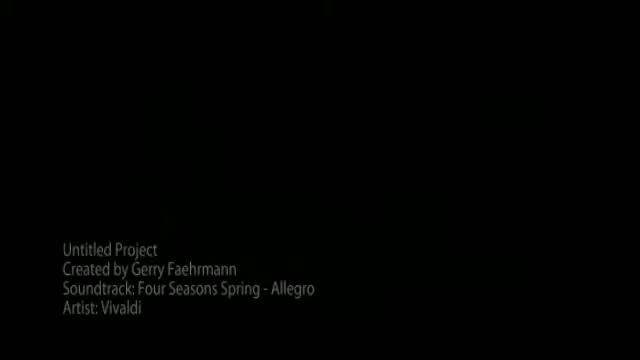 Untitled Project
Created by Gerry Faehrmann
Soundtrack: Four Seasons Spring - Allegro
Artist: Vivaldi